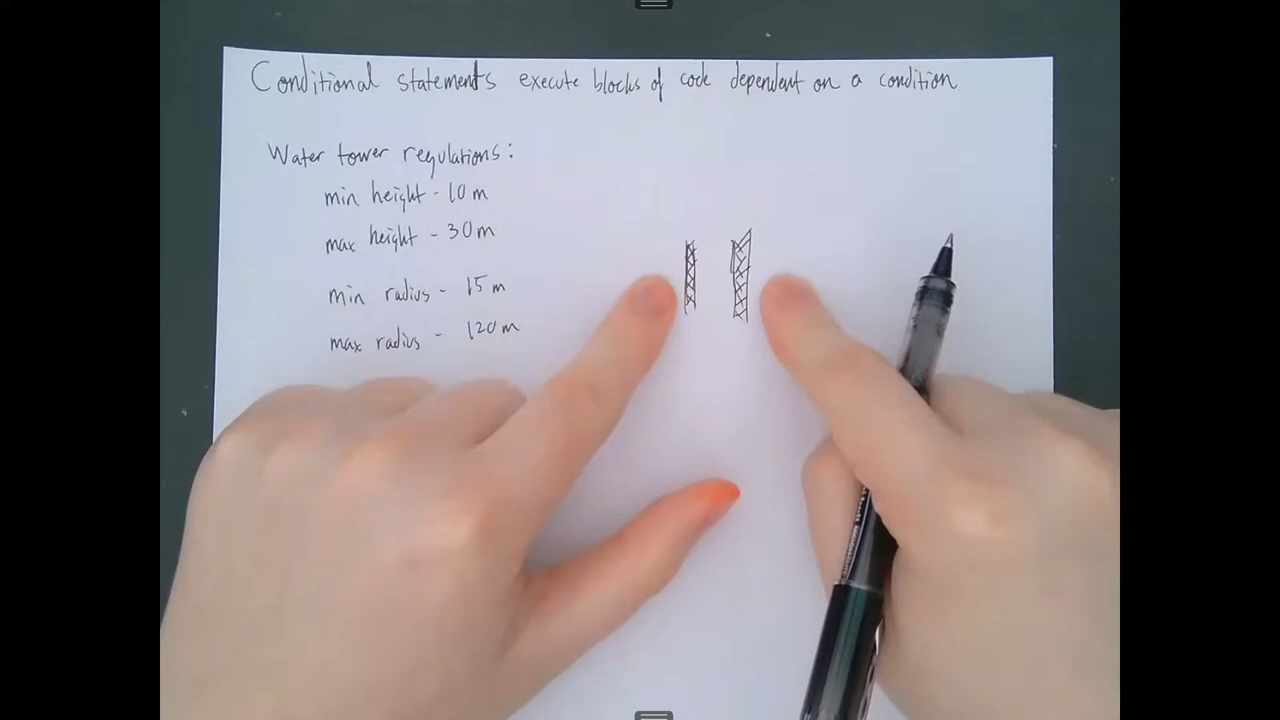 Conditional statements execute blocks of code dependent on a condition
Water tower regulations:
min height - 10 m
max height - 30 m
min radius - 15 m
max radius - 120 m